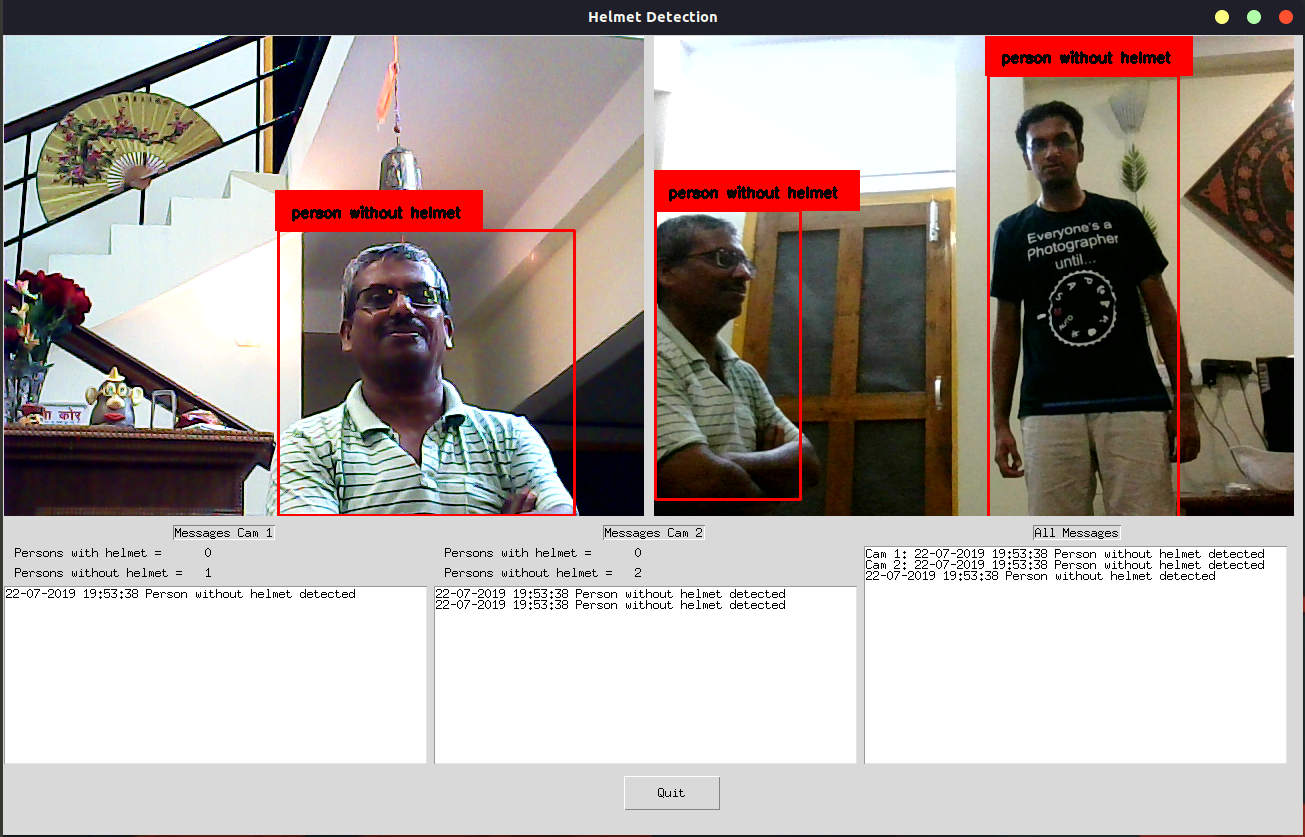 Helmet Detection
person without helmet
person without helmet
person without helmet
Everyone's a
Photographer
until...
कोर
Messages Cam 1
Persons with helmet = 0
Persons without helmet = 1
22-07-2019 19:53:38 Person without helmet detected
Messages Cam 2
Persons with helmet = 0
Persons without helmet = 2
22-07-2019 19:53:38 Person without helmet detected
22-07-2019 19:53:38 Person without helmet detected
All Messages
Cam 1: 22-07-2019 19:53:38 Person without helmet detected
Cam 2: 22-07-2019 19:53:38 Person without helmet detected
22-07-2019 19:53:38 Person without helmet detected
Quit